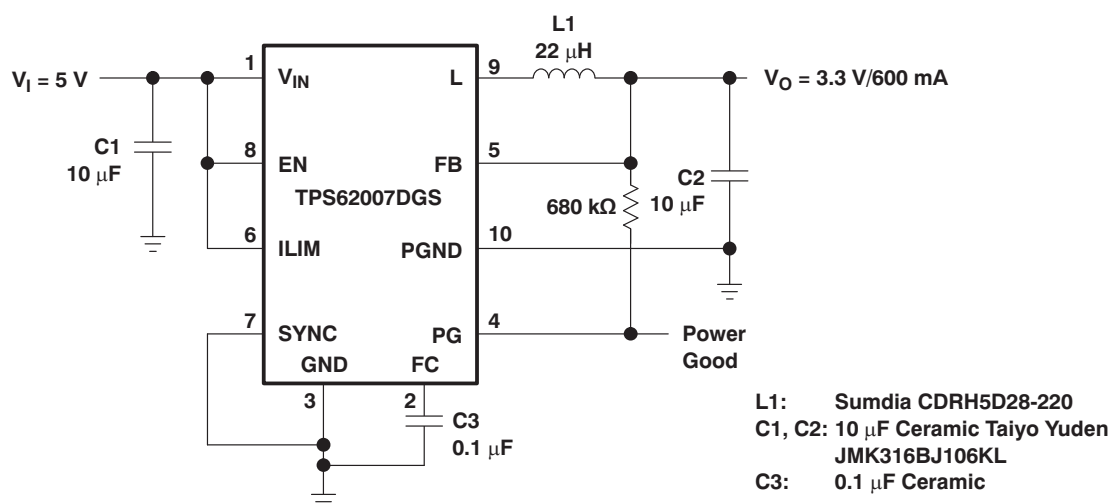 L1
22 μH
V_I = 5 V
1
V_IN
L
9
V_O = 3.3 V/600 mA
C1
10 μF
8
EN
FB
5
TPS62007DGS
680 kΩ
C2
10 μF
6
ILIM
PGND
10
7
SYNC
PG
4
Power
Good
GND
FC
3
2
C3
0.1 μF
L1: Sumdia CDRH5D28-220
C1, C2: 10 μF Ceramic Taiyo Yuden
JMK316BJ106KL
C3: 0.1 μF Ceramic